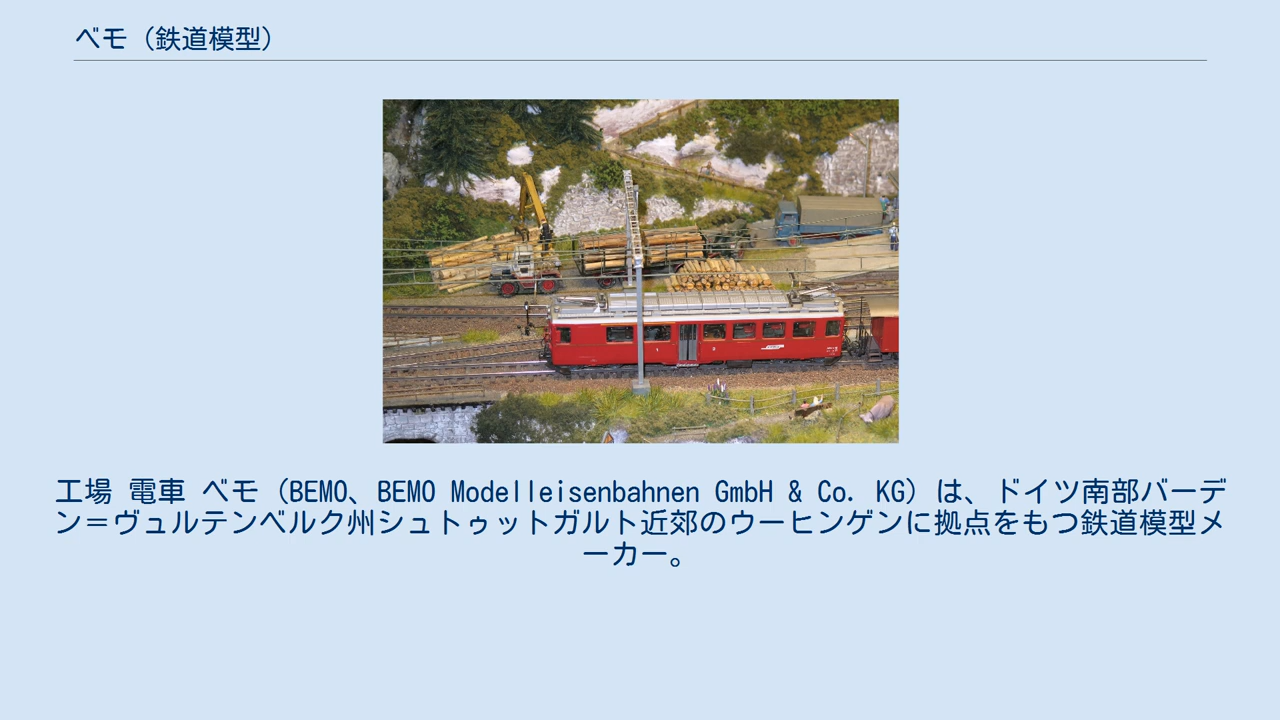 ベモ（鉄道模型）
工場 電車 ベモ（BEMO、BEMO Modelleisenbahnen GmbH & Co. KG）は、ドイツ南部バーデ
ン＝ヴュルテンベルク州シュトゥットガルト近郊のウーヒンゲンに拠点をもつ鉄道模型メ
ーカー。